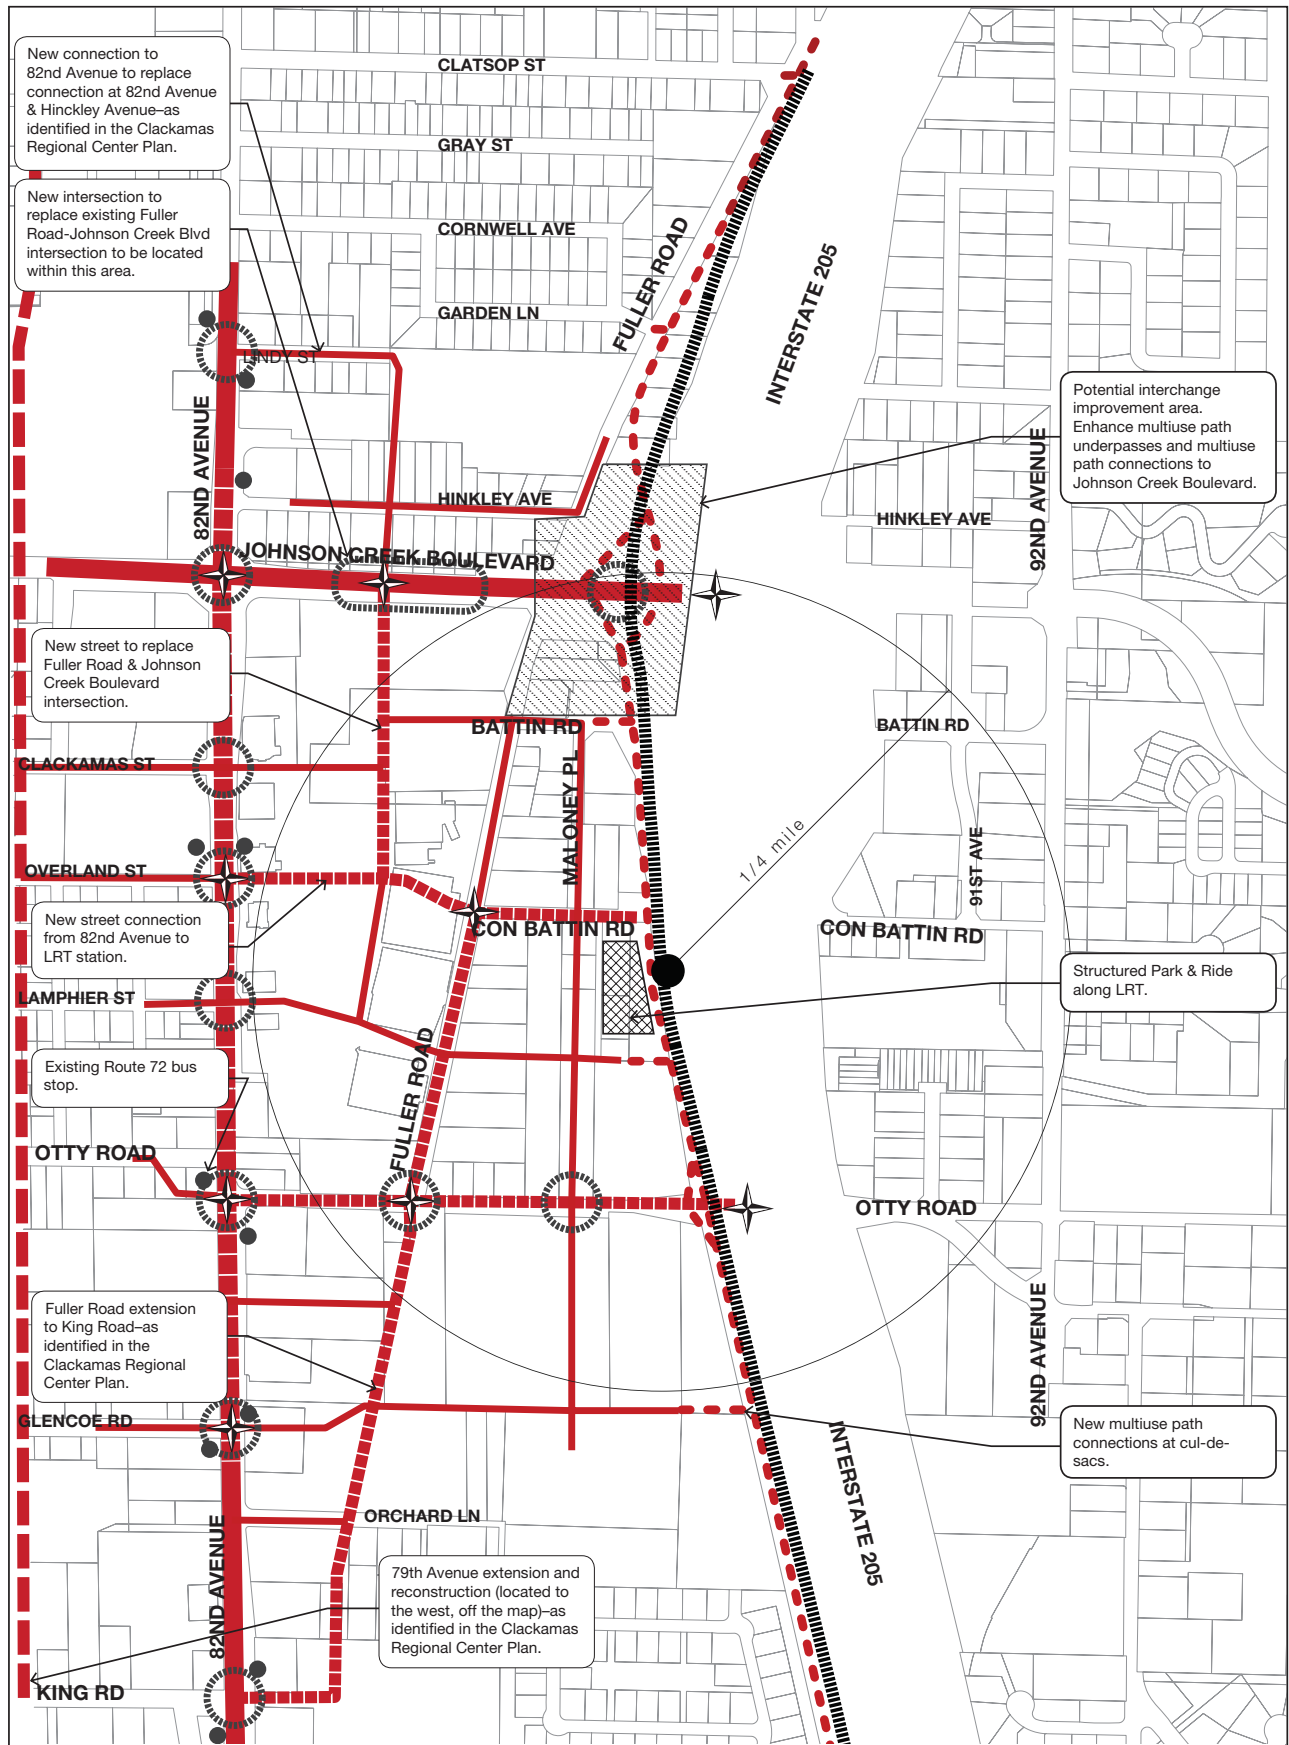 New connection to
82nd Avenue to replace
connection at 82nd Avenue
& Hinckley Avenue–as
identified in the Clackamas
Regional Center Plan.
CLATSOP ST
GRAY ST
New intersection to
replace existing Fuller
Road-Johnson Creek Blvd
intersection to be located
within this area.
CORNWELL AVE
FULLER ROAD
INTERSTATE 205
GARDEN LN
LINDY ST
82ND AVENUE
Potential interchange
improvement area.
Enhance multiuse path
underpasses and multiuse
path connections to
Johnson Creek Boulevard.
92ND AVENUE
HINKLEY AVE
HINKLEY AVE
JOHNSON CREEK BOULEVARD
New street to replace
Fuller Road & Johnson
Creek Boulevard
intersection.
BATTIN RD
BATTIN RD
CLACKAMAS ST
MALONEY PL
1/4 mile
91ST AVE
OVERLAND ST
New street connection
from 82nd Avenue to
LRT station.
CON BATTIN RD
CON BATTIN RD
Structured Park & Ride
along LRT.
LAMPHIER ST
Existing Route 72 bus
stop.
FULLER ROAD
OTTY ROAD
OTTY ROAD
Fuller Road extension
to King Road–as
identified in the
Clackamas Regional
Center Plan.
92ND AVENUE
GLENCOE RD
New multiuse path
connections at cul-de-
sacs.
INTERSTATE 205
ORCHARD LN
82ND AVENUE
79th Avenue extension and
reconstruction (located to
the west, off the map)–as
identified in the Clackamas
Regional Center Plan.
KING RD